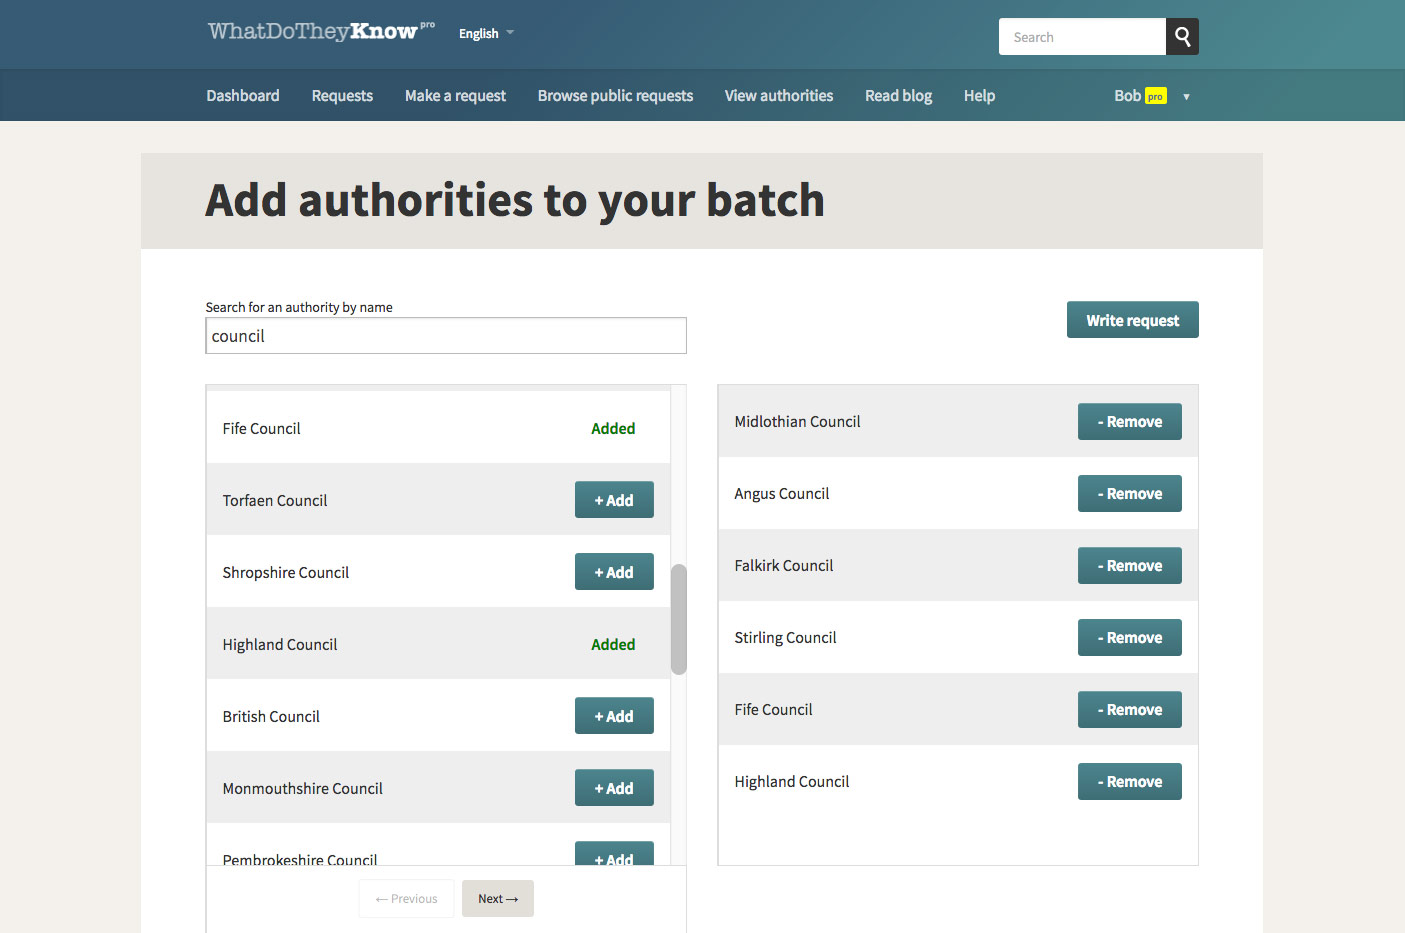 WhatDoTheyKnow pro
English
Search
Dashboard
Requests
Make a request
Browse public requests
View authorities
Read blog
Help
Bob pro
Add authorities to your batch
Search for an authority by name
council
Write request
Fife Council Added
Torfaen Council + Add
Shropshire Council + Add
Highland Council Added
British Council + Add
Monmouthshire Council + Add
Pembrokeshire Council + Add
← Previous
Next →
Midlothian Council - Remove
Angus Council - Remove
Falkirk Council - Remove
Stirling Council - Remove
Fife Council - Remove
Highland Council - Remove